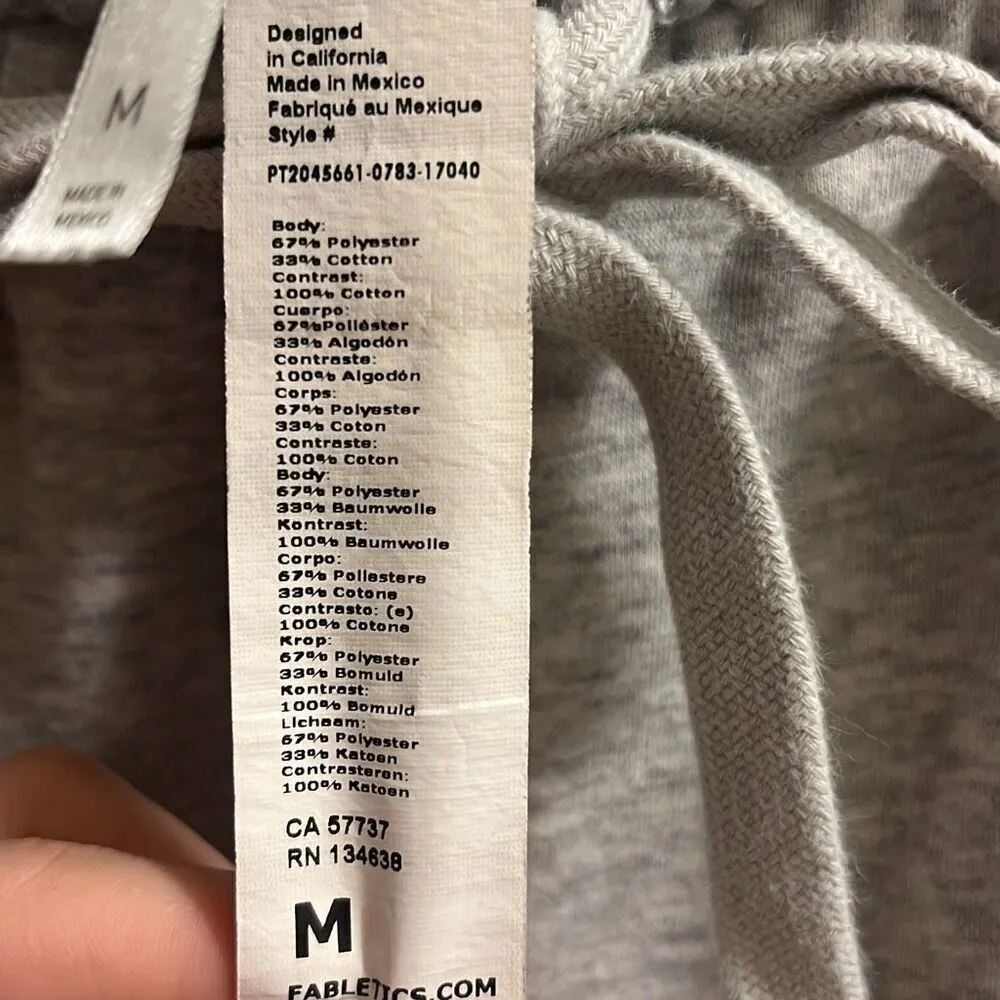 M
MADE IN
MEXICO
Designed
in California
Made in Mexico
Fabriqué au Mexique
Style #
PT2045661-0783-17040
Body:
67% Polyester
33% Cotton
Contrast:
100% Cotton
Cuerpo:
67%Poliéster
33% Algodón
Contraste:
100% Algodón
Corps:
67% Polyester
33% Coton
Contraste:
100% Coton
Body:
67% Polyester
33% Baumwolle
Kontrast:
100% Baumwolle
Corpo:
67% Poliestere
33% Cotone
Contrasto: (e)
100% Cotone
Krop:
67% Polyester
33% Bomuld
Kontrast:
100% Bomuld
Lichaam:
67% Polyester
33% Katoen
Contrasteren:
100% Katoen
CA 57737
RN 134638
M
FABLETICS.COM